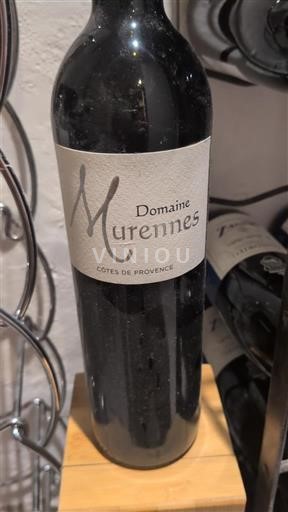 Domaine
Murennes
VINIOU
CÔTES DE PROVENCE